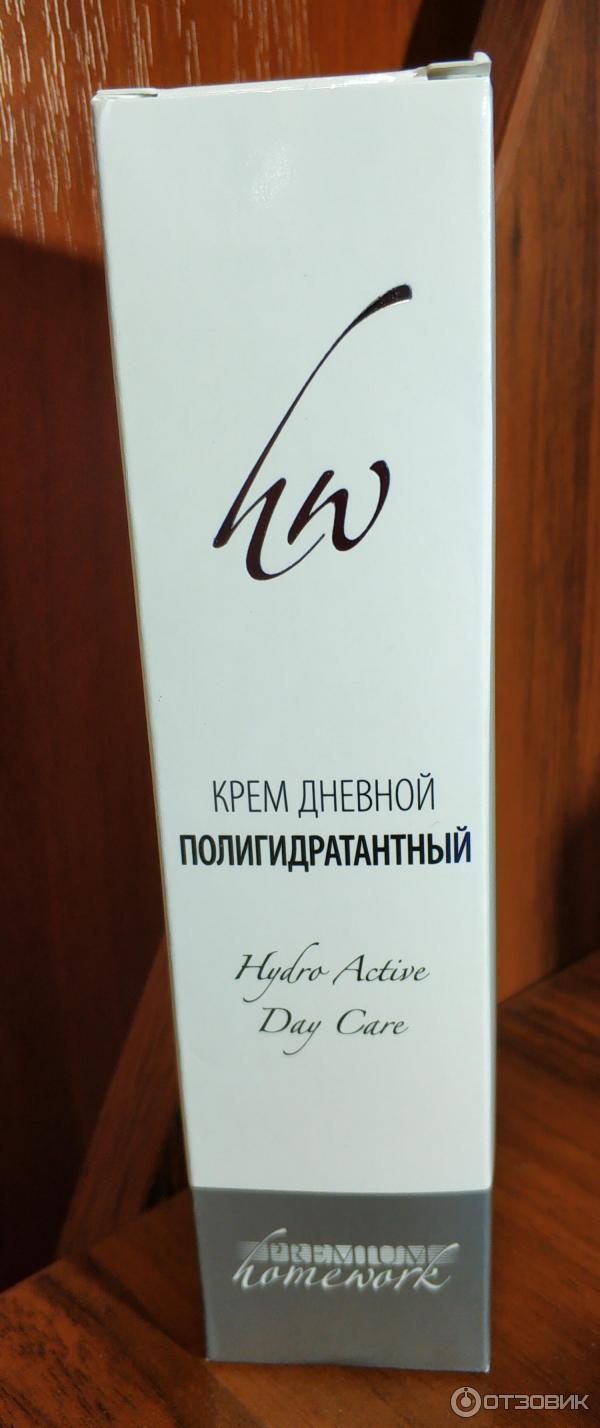 hw
КРЕМ ДНЕВНОЙ
ПОЛИГИДРАТАНТНЫЙ
Hydro Active
Day Care
PREMIUM
homework
ОТЗОВИК